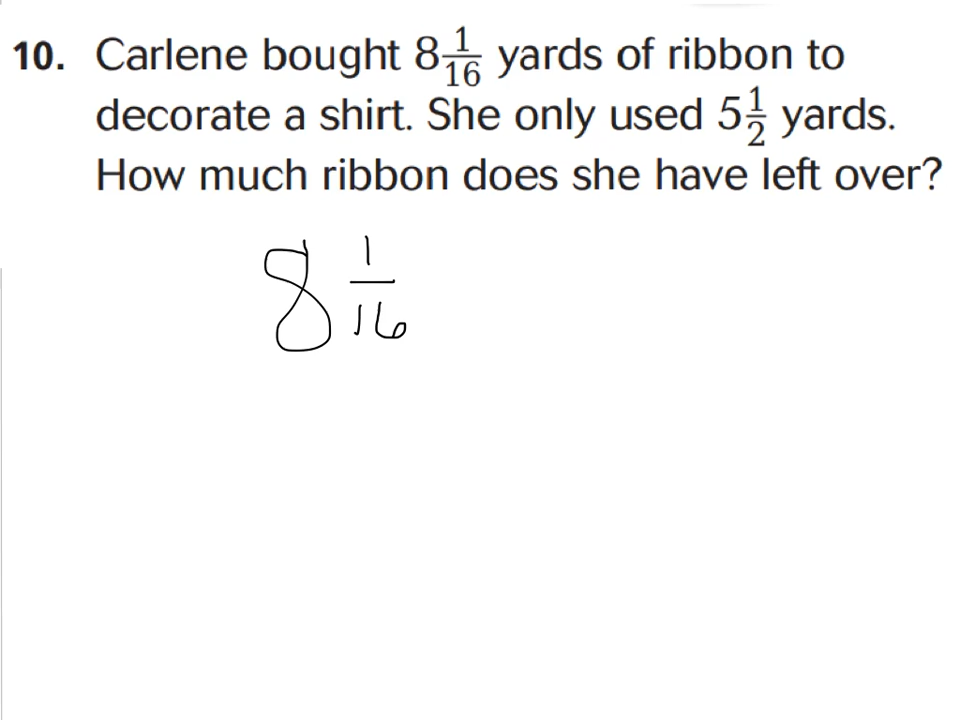 10. Carlene bought 8 1/16 yards of ribbon to
decorate a shirt. She only used 5 1/2 yards.
How much ribbon does she have left over?
8 1/16